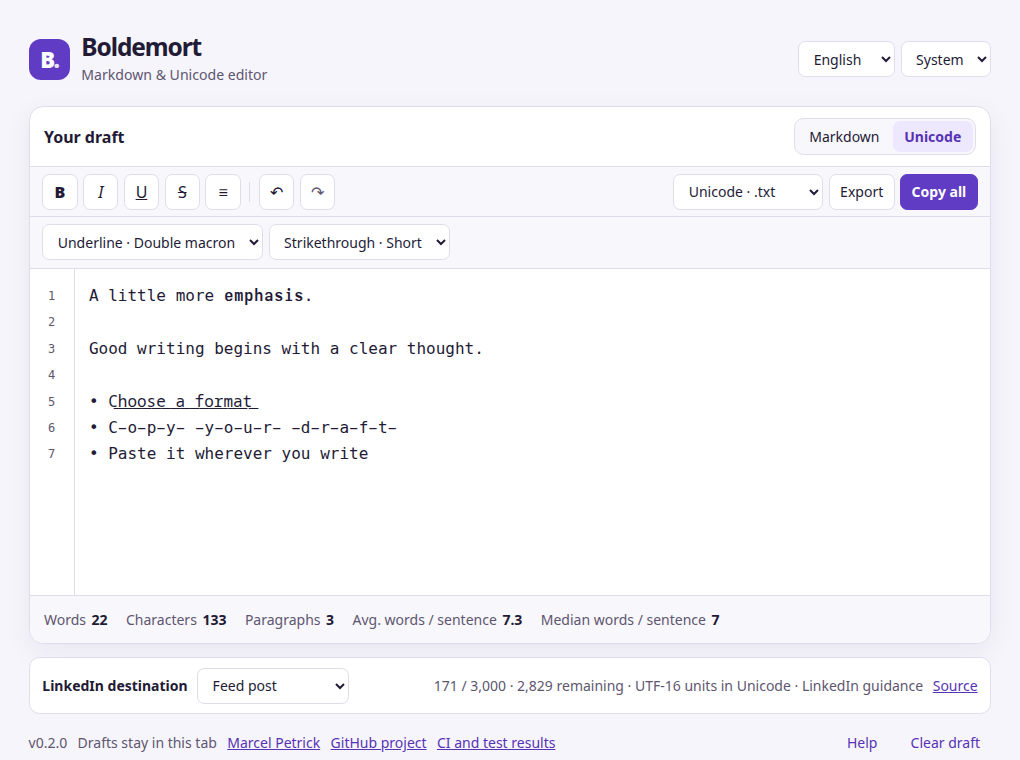 B.
Boldemort
Markdown & Unicode editor
English
System
Your draft
Markdown
Unicode
B
I
U
S
≡
↶
↷
Unicode · .txt
Export
Copy all
Underline · Double macron
Strikethrough · Short
1 A little more emphasis.
2
3 Good writing begins with a clear thought.
4
5 • Choose a format
6 • C-o-p-y- -y-o-u-r- -d-r-a-f-t-
7 • Paste it wherever you write
Words 22 Characters 133 Paragraphs 3 Avg. words / sentence 7.3 Median words / sentence 7
LinkedIn destination Feed post 171 / 3,000 · 2,829 remaining · UTF-16 units in Unicode · LinkedIn guidance Source
v0.2.0 Drafts stay in this tab Marcel Petrick GitHub project CI and test results Help Clear draft